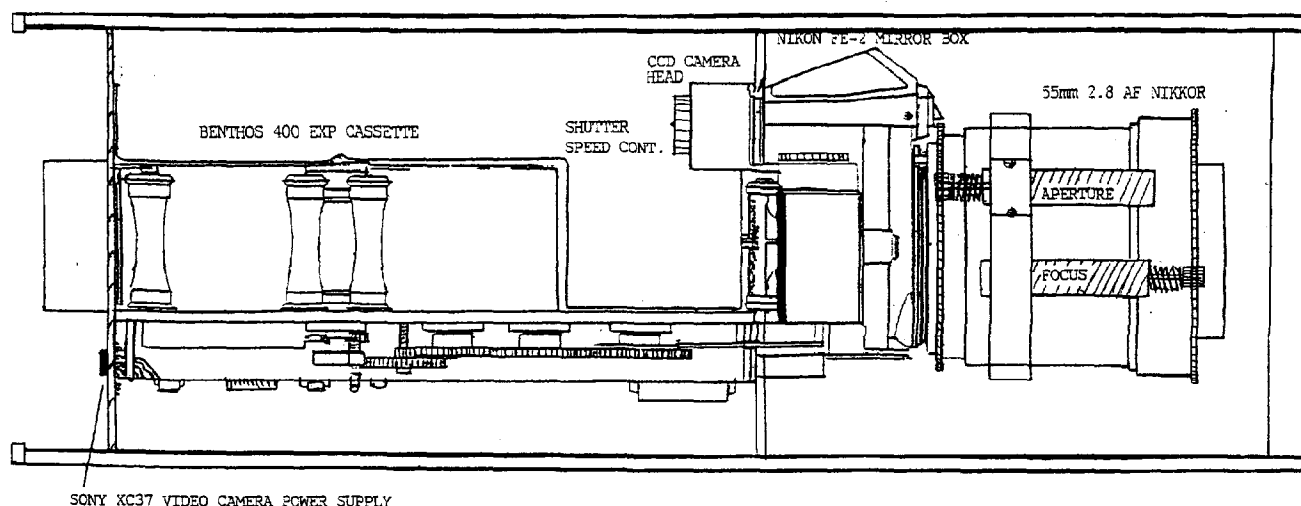 NIKON FE-2 MIRROR BOX
CCD CAMERA
HEAD
55mm 2.8 AF NIKKOR
BENTHOS 400 EXP CASSETTE
SHUTTER
SPEED CONT.
APERTURE
FOCUS
SONY XC37 VIDEO CAMERA POWER SUPPLY